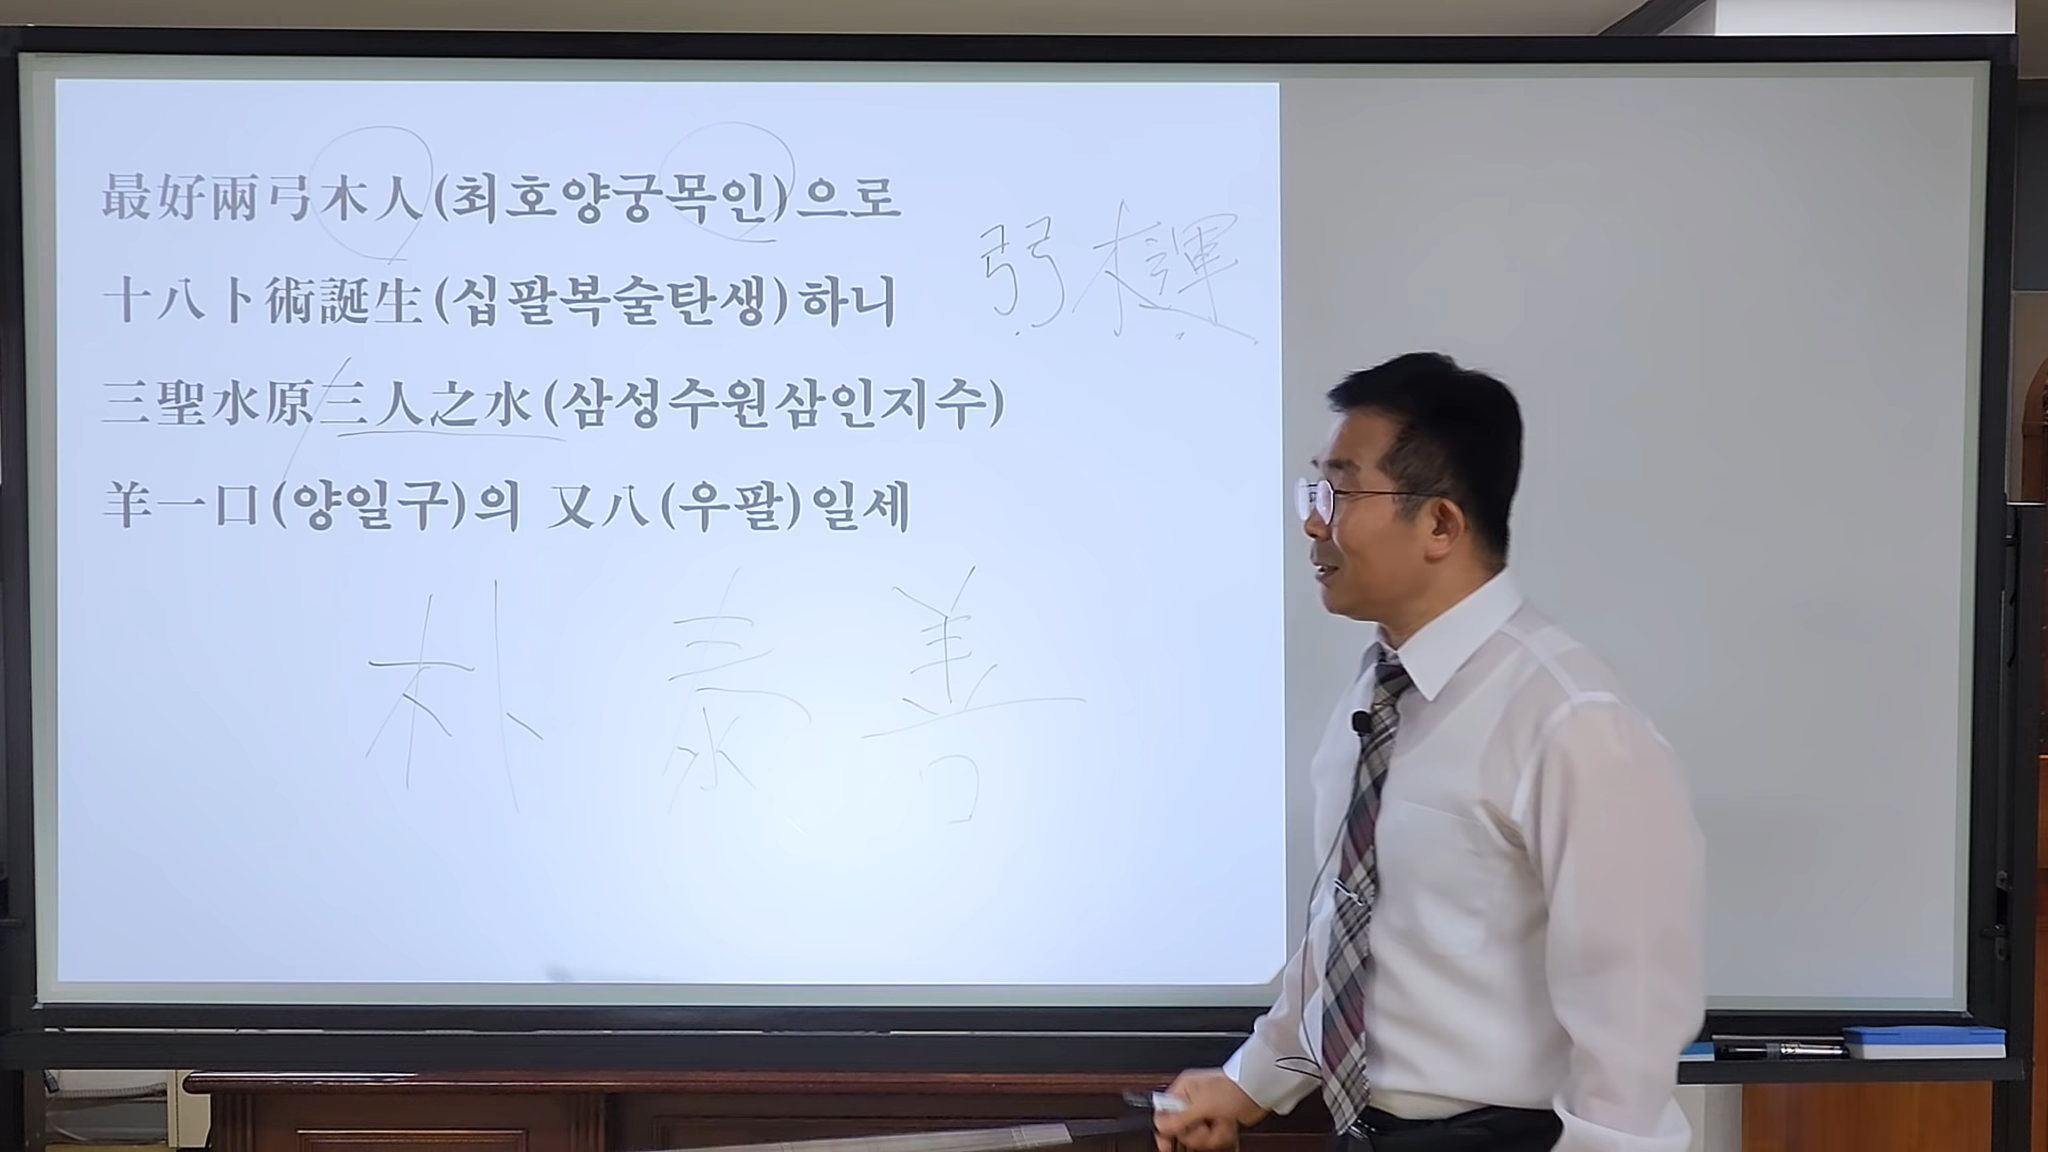 最好兩弓木人(최호양궁목인)으로
弱 木 運
十八卜術誕生(십팔복술탄생)하니
三聖水原三人之水(삼성수원삼인지수)
羊一口(양일구)의 又八(우팔)일세
朴 泰 善